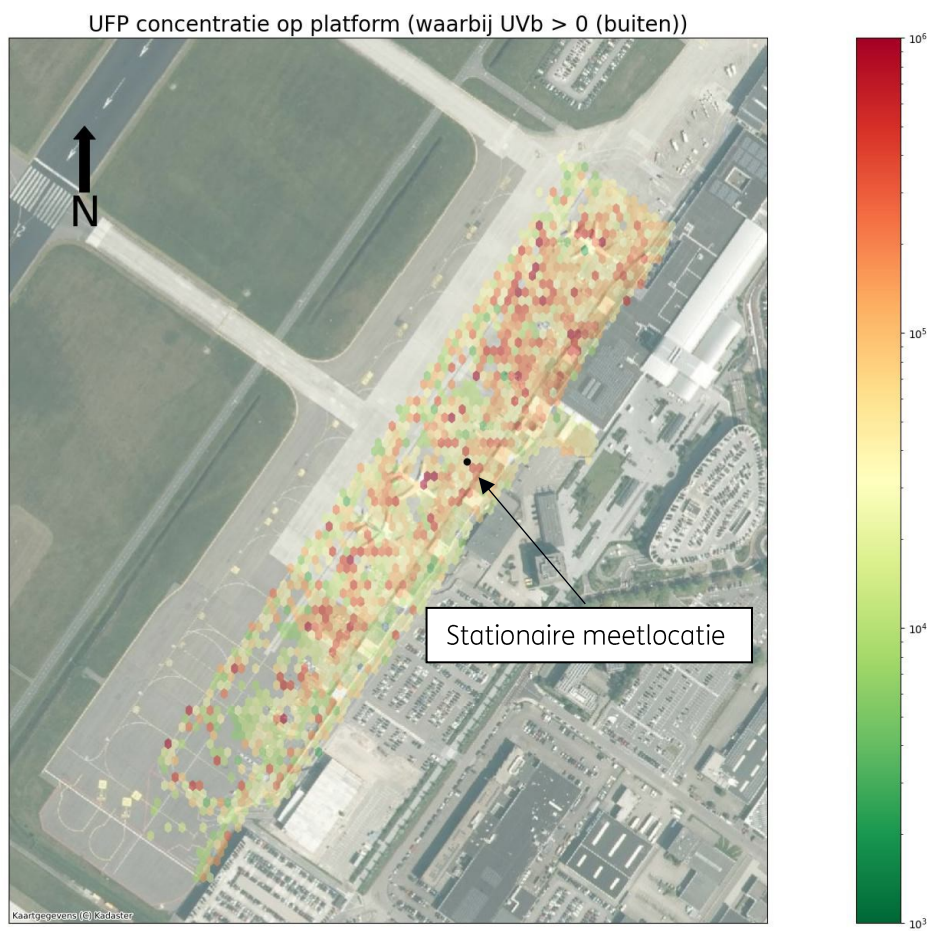 UFP concentratie op platform (waarbij UVb > 0 (buiten))
N
10⁶
10⁵
10⁴
10³
Stationaire meetlocatie
Kaartgegevens (C) Kadaster